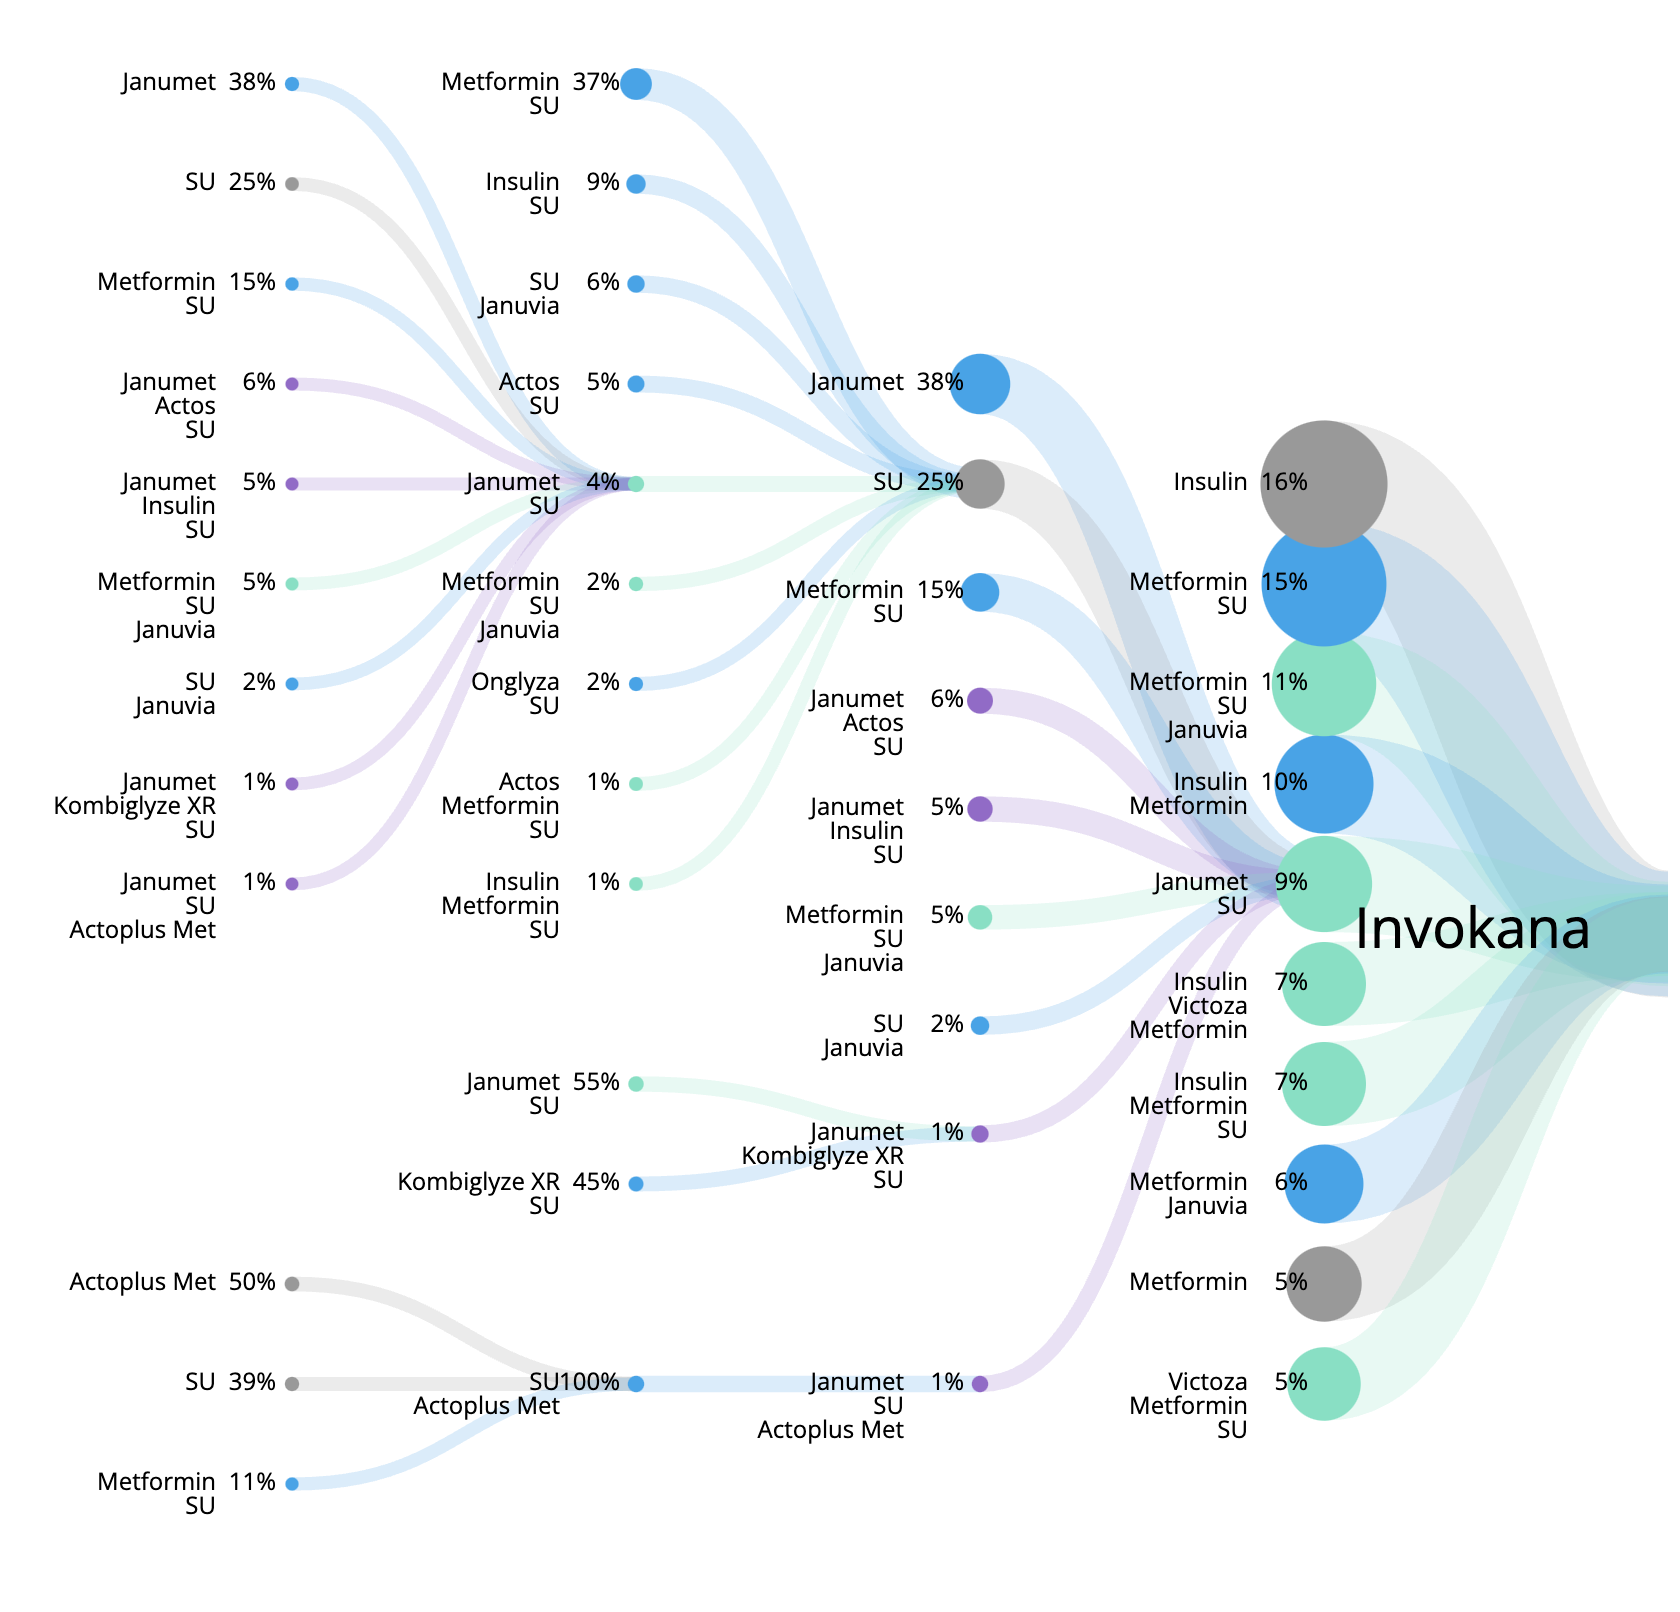 Janumet 38%
SU 25%
Metformin 15%
SU
Janumet 6%
Actos
SU
Janumet 5%
Insulin
SU
Metformin 5%
SU
Januvia
SU 2%
Januvia
Janumet 1%
Kombiglyze XR
SU
Janumet 1%
SU
Actoplus Met
Actoplus Met 50%
SU 39%
Metformin 11%
SU
Metformin 37%
SU
Insulin 9%
SU
SU 6%
Januvia
Actos 5%
SU
Janumet 4%
SU
Metformin 2%
SU
Januvia
Onglyza 2%
SU
Actos 1%
Metformin
SU
Insulin 1%
Metformin
SU
Janumet 55%
SU
Kombiglyze XR 45%
SU
SU 100%
Actoplus Met
Janumet 38%
SU 25%
Metformin 15%
SU
Janumet 6%
Actos
SU
Janumet 5%
Insulin
SU
Metformin 5%
SU
Januvia
SU 2%
Januvia
Janumet 1%
Kombiglyze XR
SU
Janumet 1%
SU
Actoplus Met
Insulin 16%
Metformin 15%
SU
Metformin 11%
SU
Januvia
Insulin 10%
Metformin
Janumet 9%
SU
Insulin 7%
Victoza
Metformin
Insulin 7%
Metformin
SU
Metformin 6%
Januvia
Metformin 5%
Victoza 5%
Metformin
SU
Invokana